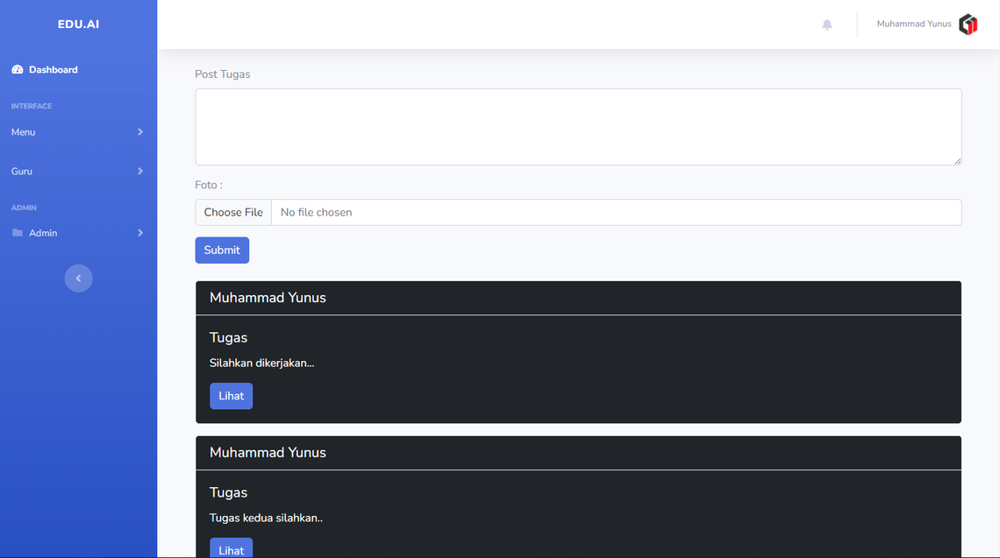 EDU.AI
Muhammad Yunus
Dashboard
INTERFACE
Menu
Guru
ADMIN
Admin
Post Tugas
Foto :
Choose File No file chosen
Submit
Muhammad Yunus
Tugas
Silahkan dikerjakan...
Lihat
Muhammad Yunus
Tugas
Tugas kedua silahkan..
Lihat